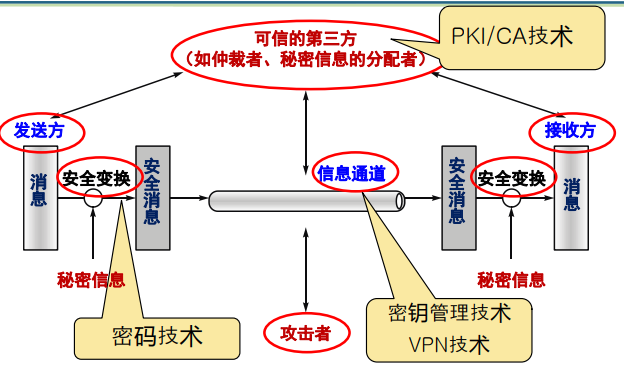 可信的第三方
(如仲裁者、秘密信息的分配者)
PKI/CA技术
发送方
接收方
消息
安全变换
安全消息
信息通道
安全消息
安全变换
消息
秘密信息
秘密信息
密码技术
攻击者
密钥管理技术
VPN技术